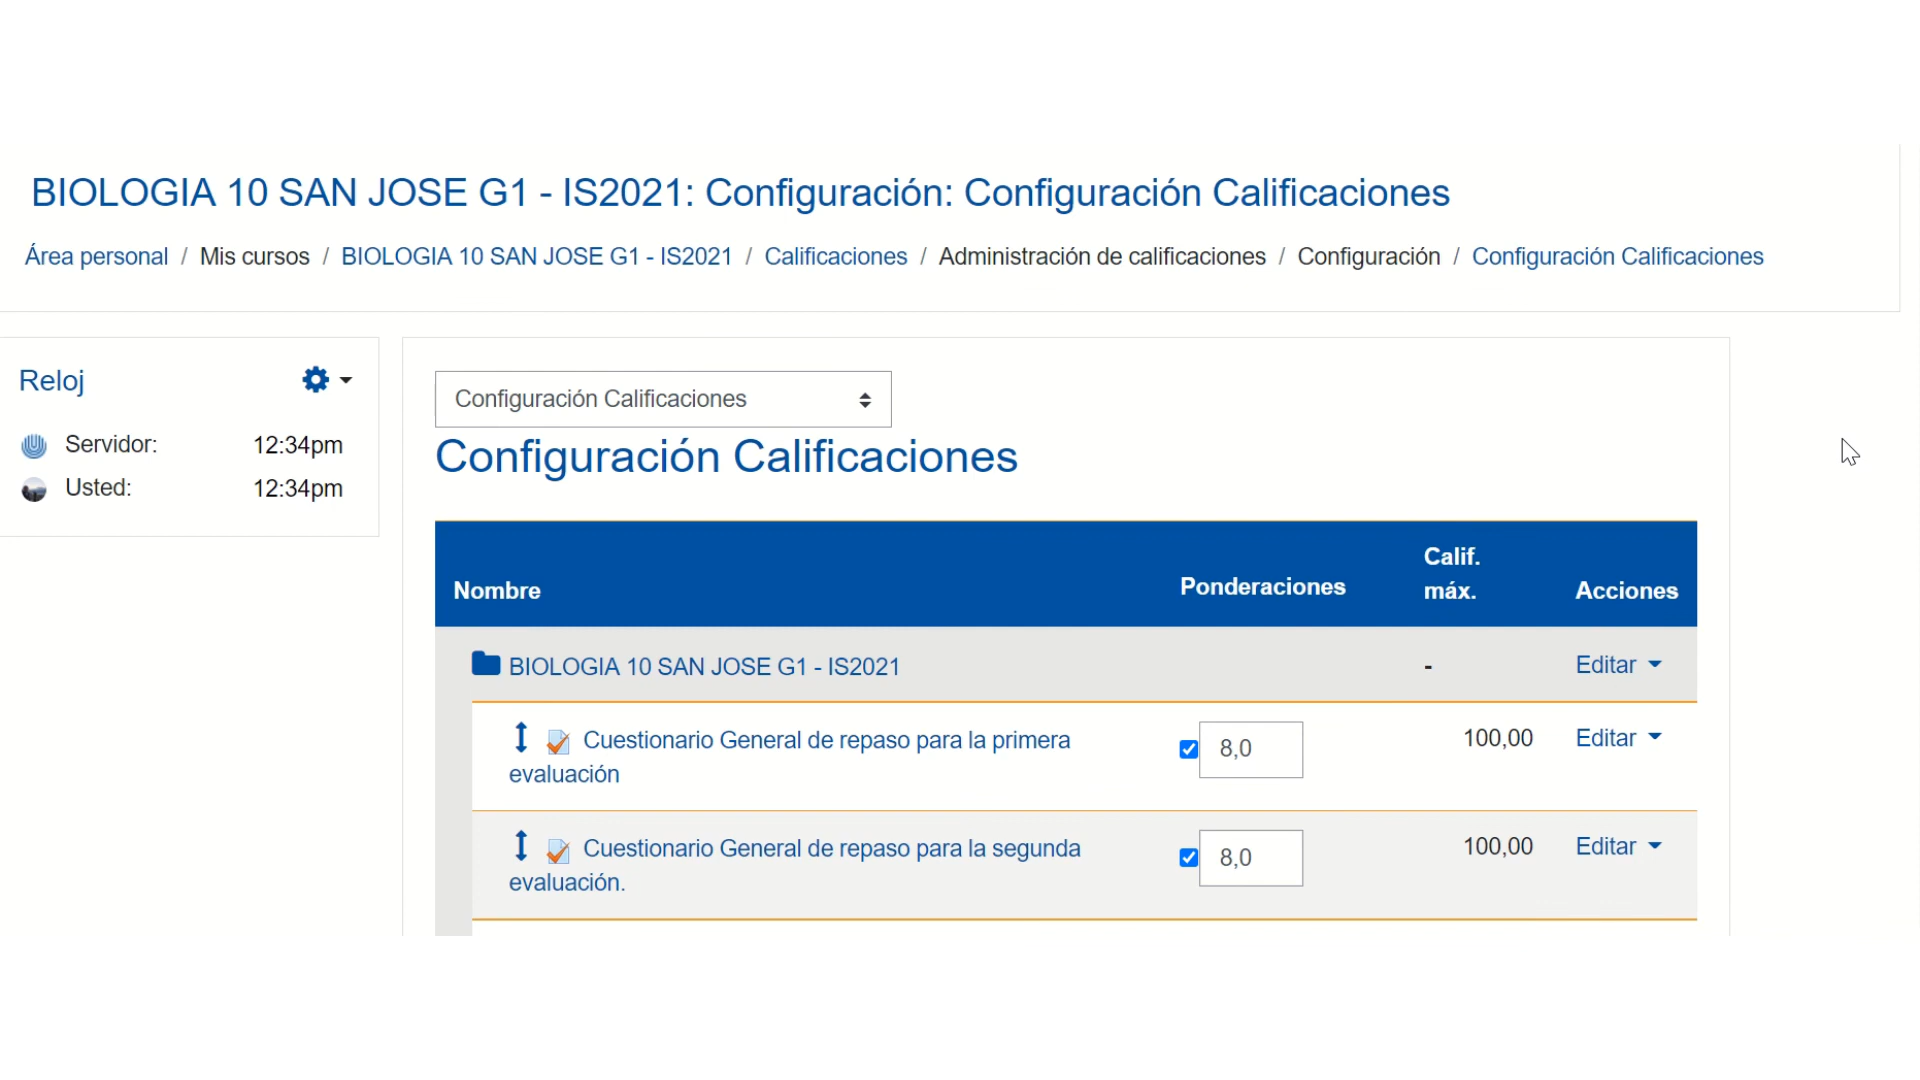 BIOLOGIA 10 SAN JOSE G1 - IS2021: Configuración: Configuración Calificaciones
Área personal / Mis cursos / BIOLOGIA 10 SAN JOSE G1 - IS2021 / Calificaciones / Administración de calificaciones / Configuración / Configuración Calificaciones
Reloj
Servidor: 12:34pm
Usted: 12:34pm
Configuración Calificaciones
Configuración Calificaciones
Nombre Ponderaciones Calif. máx. Acciones
BIOLOGIA 10 SAN JOSE G1 - IS2021 - Editar
Cuestionario General de repaso para la primera 8,0 100,00 Editar
evaluación
Cuestionario General de repaso para la segunda 8,0 100,00 Editar
evaluación.